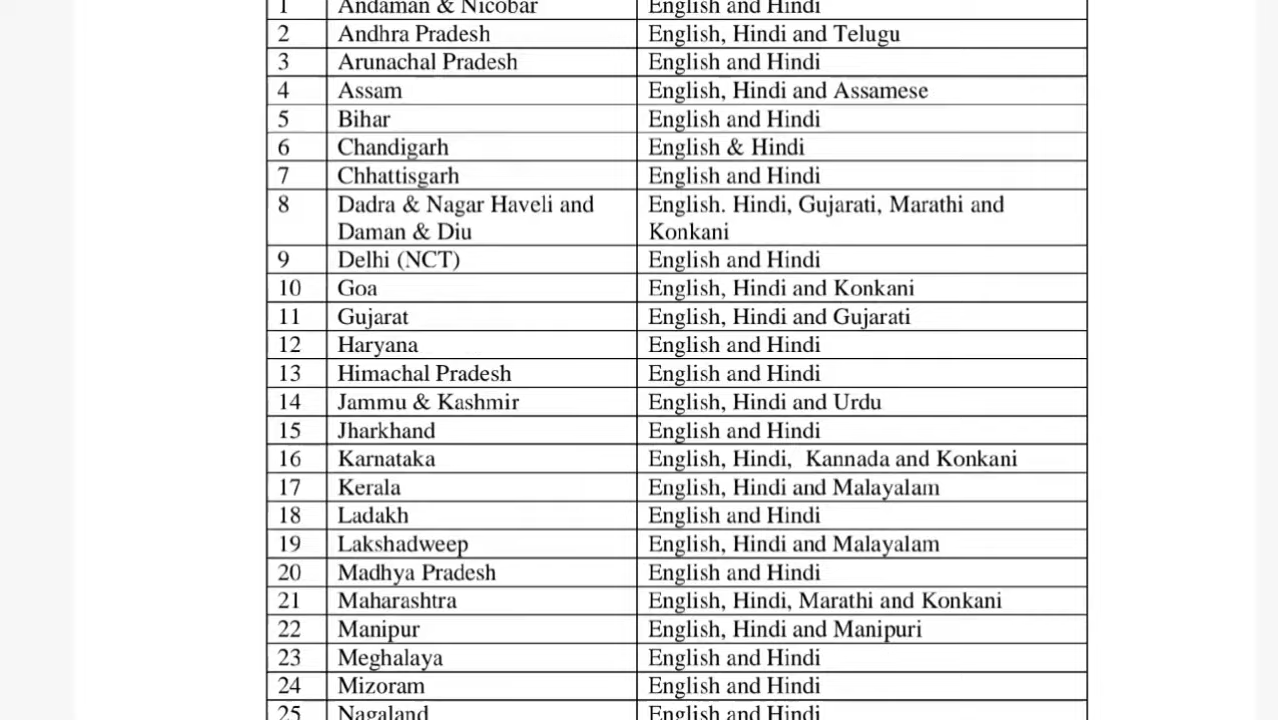 1 Andaman & Nicobar English and Hindi
2 Andhra Pradesh English, Hindi and Telugu
3 Arunachal Pradesh English and Hindi
4 Assam English, Hindi and Assamese
5 Bihar English and Hindi
6 Chandigarh English & Hindi
7 Chhattisgarh English and Hindi
8 Dadra & Nagar Haveli and English. Hindi, Gujarati, Marathi and
Daman & Diu Konkani
9 Delhi (NCT) English and Hindi
10 Goa English, Hindi and Konkani
11 Gujarat English, Hindi and Gujarati
12 Haryana English and Hindi
13 Himachal Pradesh English and Hindi
14 Jammu & Kashmir English, Hindi and Urdu
15 Jharkhand English and Hindi
16 Karnataka English, Hindi, Kannada and Konkani
17 Kerala English, Hindi and Malayalam
18 Ladakh English and Hindi
19 Lakshadweep English, Hindi and Malayalam
20 Madhya Pradesh English and Hindi
21 Maharashtra English, Hindi, Marathi and Konkani
22 Manipur English, Hindi and Manipuri
23 Meghalaya English and Hindi
24 Mizoram English and Hindi
25 Nagaland English and Hindi